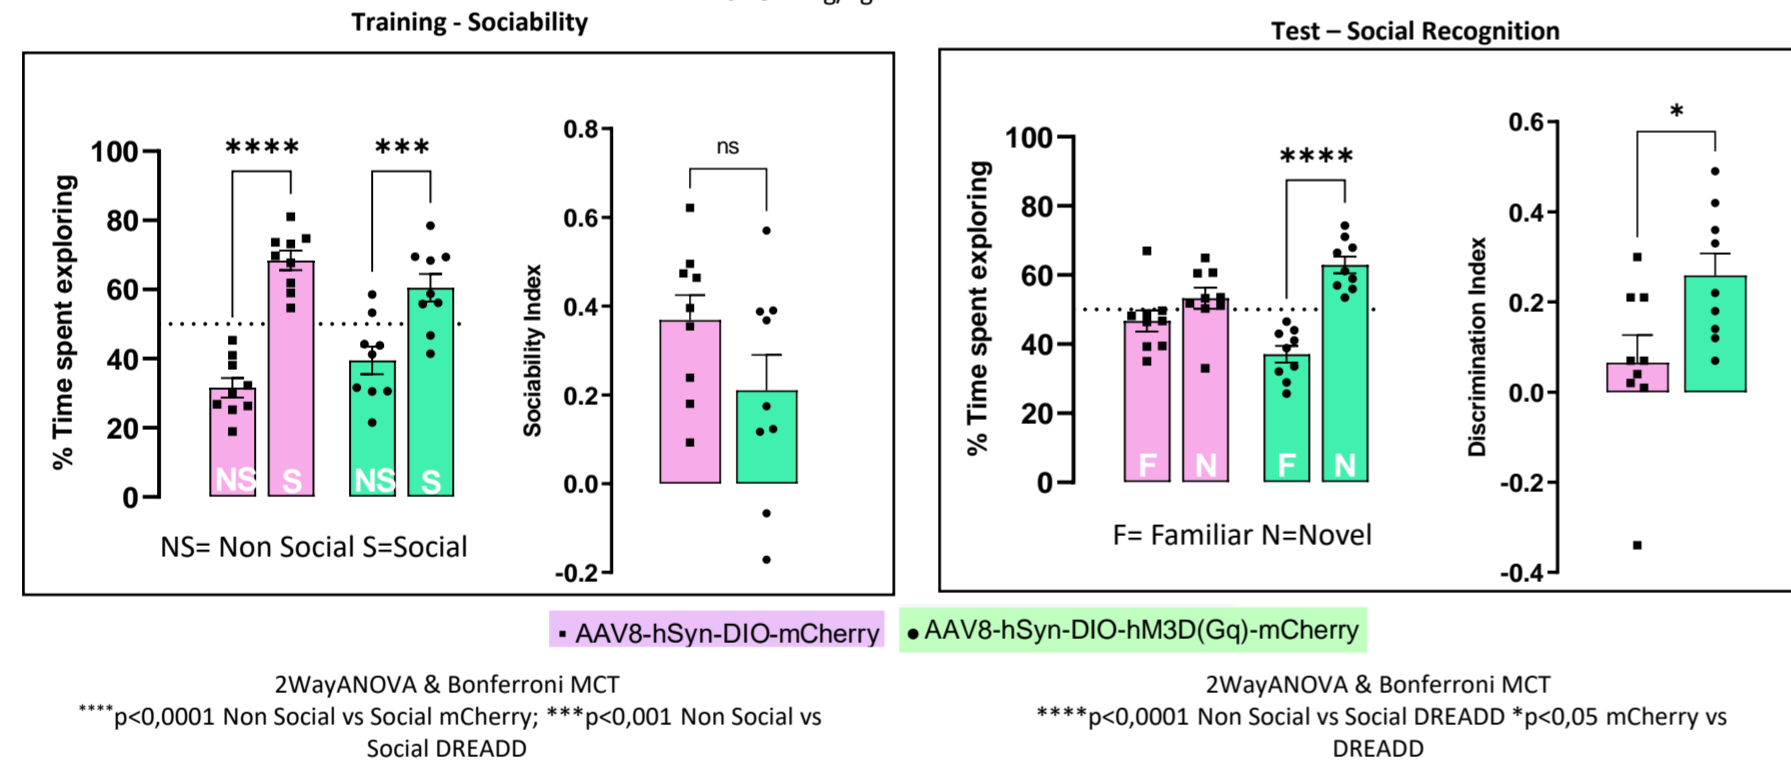 Training - Sociability
Test – Social Recognition
% Time spent exploring
100
80
60
40
20
0
****
***
NS
S
NS
S
NS= Non Social S=Social
Sociability Index
0.8
0.6
0.4
0.2
0.0
-0.2
ns
% Time spent exploring
100
80
60
40
20
0
****
F
N
F
N
F= Familiar N=Novel
Discrimination Index
0.6
0.4
0.2
0.0
-0.2
-0.4
*
AAV8-hSyn-DIO-mCherry
AAV8-hSyn-DIO-hM3D(Gq)-mCherry
2WayANOVA & Bonferroni MCT
****p<0,0001 Non Social vs Social mCherry; ***p<0,001 Non Social vs
Social DREADD
2WayANOVA & Bonferroni MCT
****p<0,0001 Non Social vs Social DREADD *p<0,05 mCherry vs
DREADD